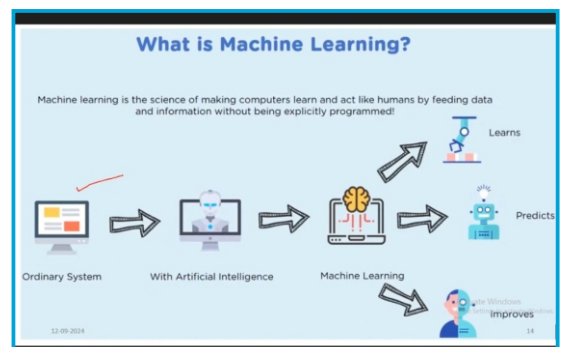 What is Machine Learning?
Machine learning is the science of making computers learn and act like humans by feeding data
and information without being explicitly programmed!
Learns
Predicts
Ordinary System
With Artificial Intelligence
Machine Learning
Improves
Windows
12-09-2024
14